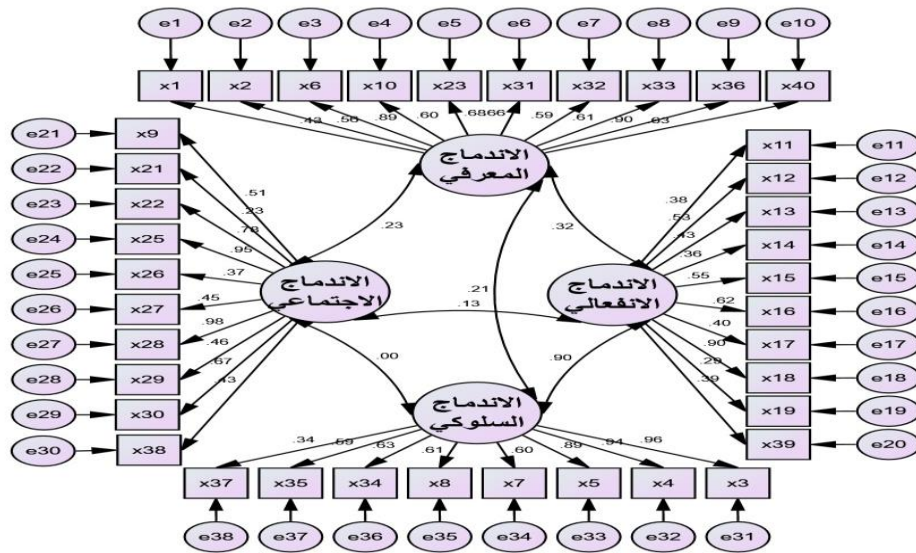 e1 e2 e3 e4 e5 e6 e7 e8 e9 e10
x1 x2 x6 x10 x23 x31 x32 x33 x36 x40
.43 .56 .89 .60 .68 .66 .59 .61 .90 .63
الاندماج
المعرفي
e21 x9
e22 x21
e23 x22
e24 x25
e25 x26
e26 x27
e27 x28
e28 x29
e29 x30
e30 x38
.51
.23
.78
.95
.37
.45
.98
.46
.67
.43
الاندماج
الاجتماعي
x11 e11
x12 e12
x13 e13
x14 e14
x15 e15
x16 e16
x17 e17
x18 e18
x19 e19
x39 e20
.38
.53
.43
.36
.55
.62
.40
.90
.29
.39
الاندماج
الانفعالي
.23
.32
.21
.13
.00
.90
الاندماج
السلوكي
.34 .59 .63 .61 .60 .89 .94 .96
x37 x35 x34 x8 x7 x5 x4 x3
e38 e37 e36 e35 e34 e33 e32 e31